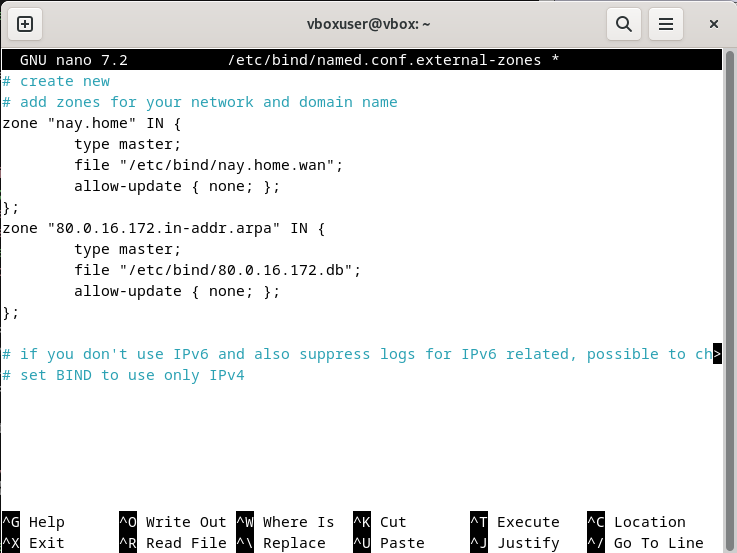 vboxuser@vbox: ~
GNU nano 7.2 /etc/bind/named.conf.external-zones *
# create new
# add zones for your network and domain name
zone "nay.home" IN {
        type master;
        file "/etc/bind/nay.home.wan";
        allow-update { none; };
};
zone "80.0.16.172.in-addr.arpa" IN {
        type master;
        file "/etc/bind/80.0.16.172.db";
        allow-update { none; };
};
# if you don't use IPv6 and also suppress logs for IPv6 related, possible to ch>
# set BIND to use only IPv4
^G Help ^O Write Out ^W Where Is ^K Cut ^T Execute ^C Location
^X Exit ^R Read File ^\ Replace ^U Paste ^J Justify ^/ Go To Line